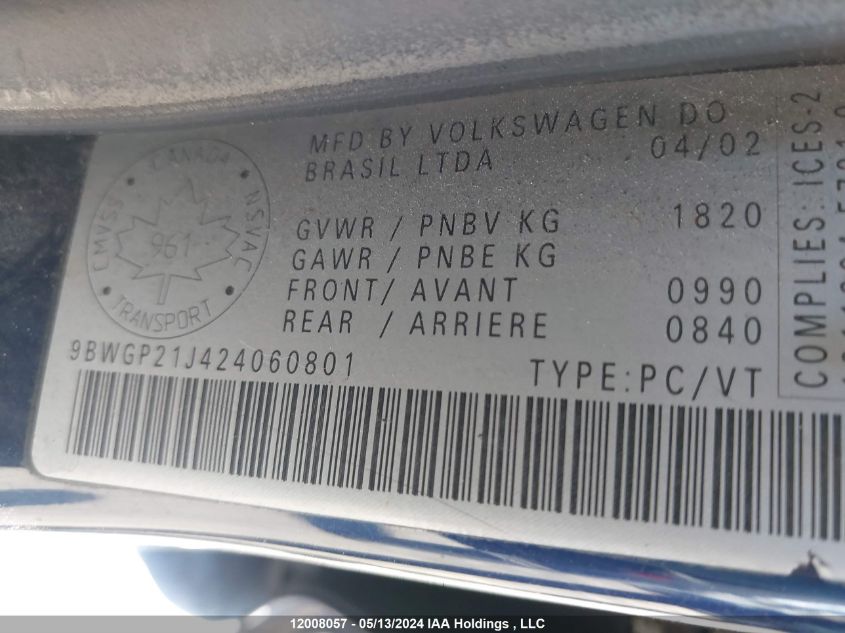 MFD BY VOLKSWAGEN DO
BRASIL LTDA 04/02
GVWR / PNBV KG 1820
GAWR / PNBE KG
FRONT/ AVANT 0990
REAR / ARRIERE 0840
9BWGP21J424060801
TYPE:PC/VT
CANADA
CMVSS
NSVAC
961
TRANSPORT
COMPLIES:ICES-2
12008057 - 05/13/2024 IAA Holdings , LLC